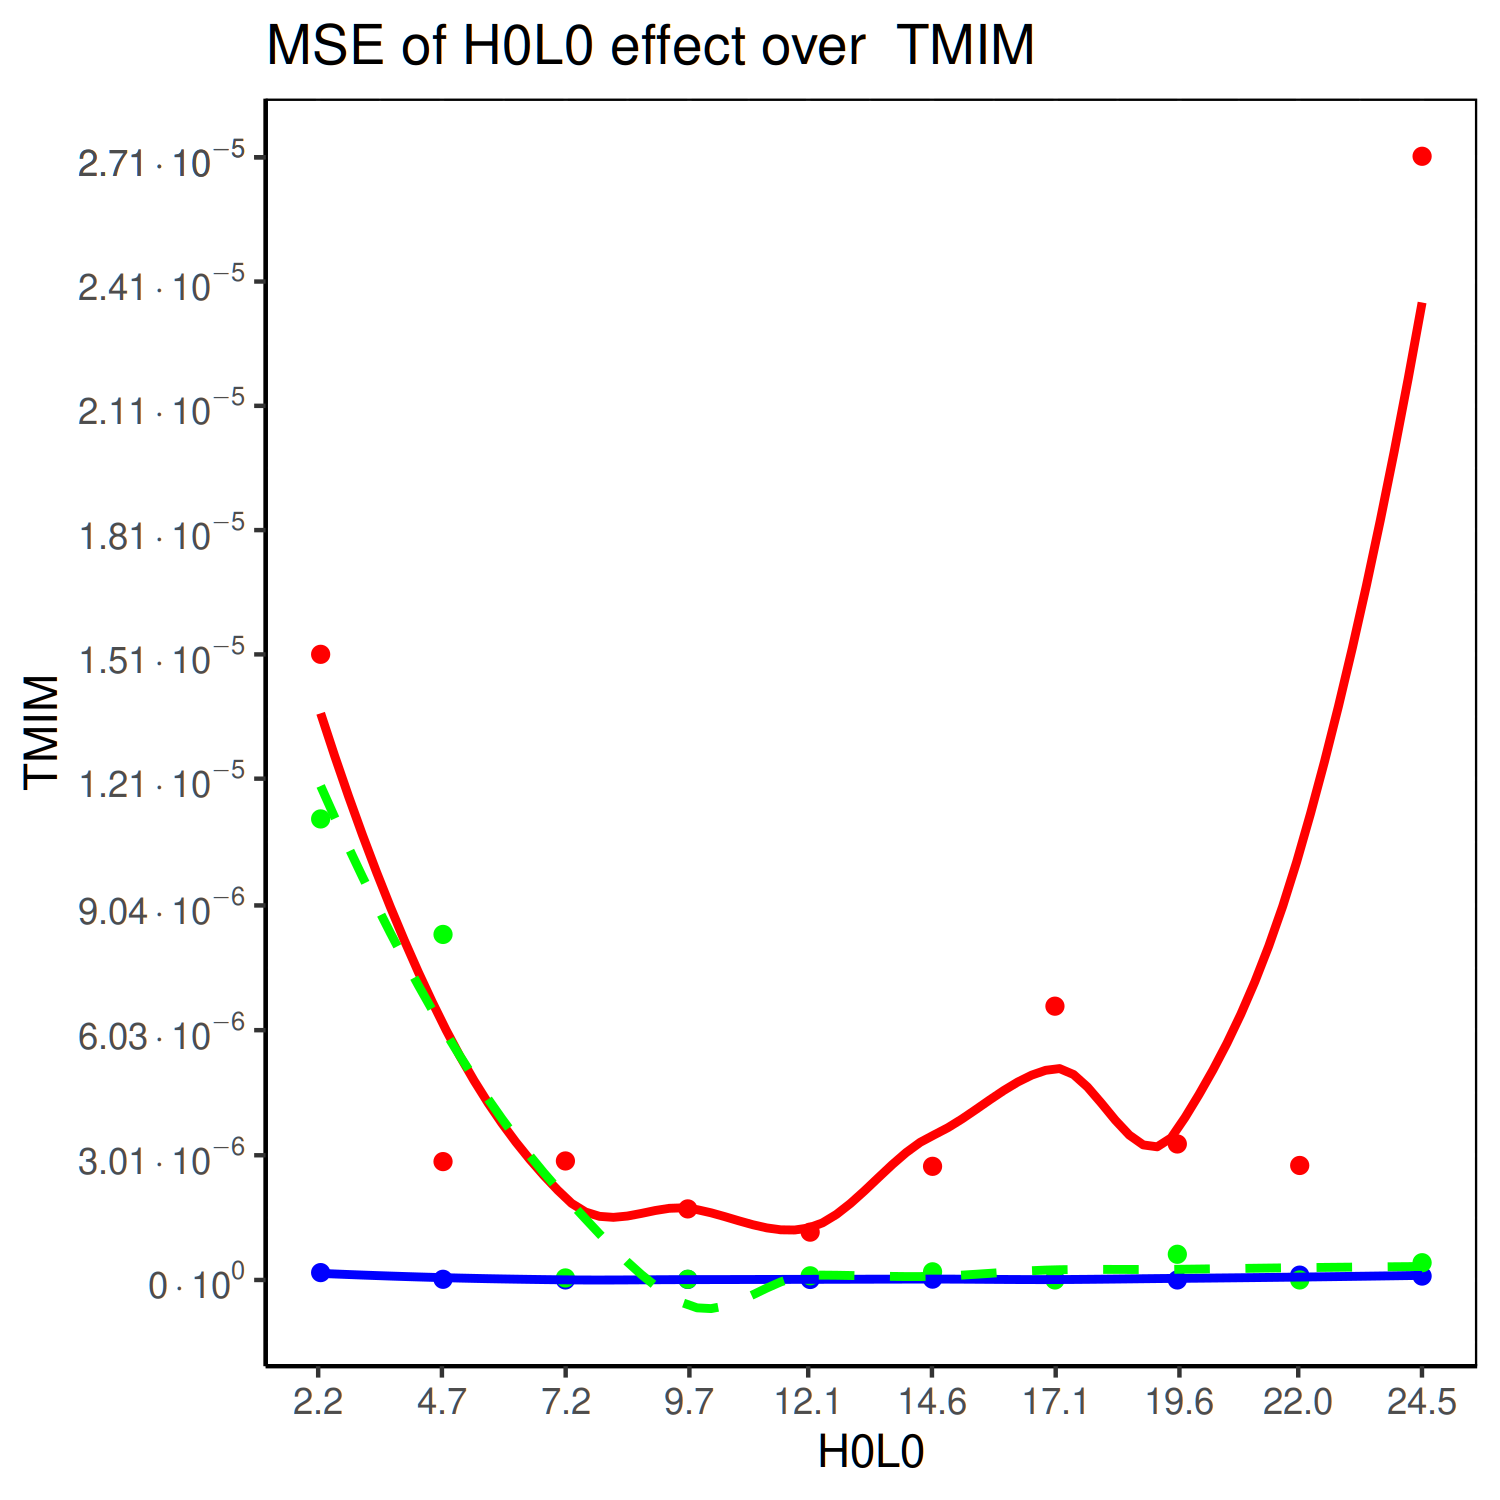 MSE of H0L0 effect over  TMIM
2.71 · 10⁻⁵
2.41 · 10⁻⁵
2.11 · 10⁻⁵
1.81 · 10⁻⁵
1.51 · 10⁻⁵
1.21 · 10⁻⁵
9.04 · 10⁻⁶
6.03 · 10⁻⁶
3.01 · 10⁻⁶
0 · 10⁰
TMIM
2.2 4.7 7.2 9.7 12.1 14.6 17.1 19.6 22.0 24.5
H0L0